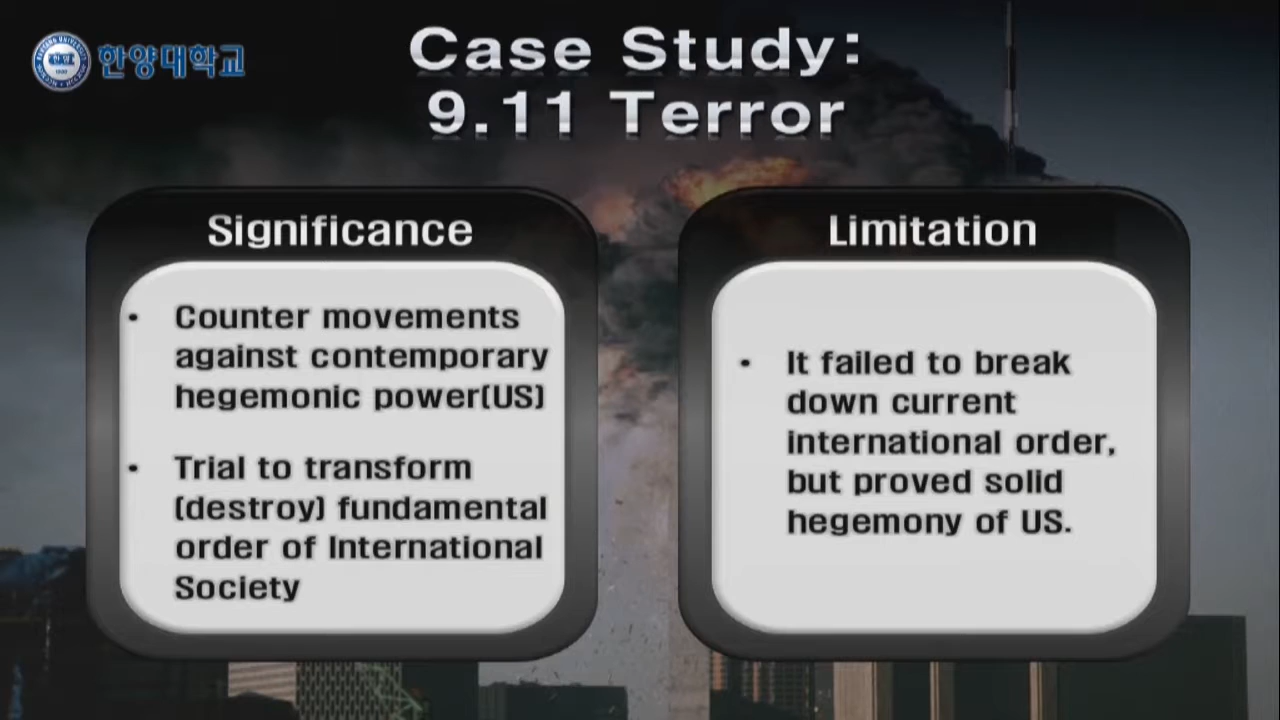 한양대학교
Case Study:
9.11 Terror
Significance
• Counter movements
against contemporary
hegemonic power(US)
• Trial to transform
(destroy) fundamental
order of International
Society
Limitation
• It failed to break
down current
international order,
but proved solid
hegemony of US.